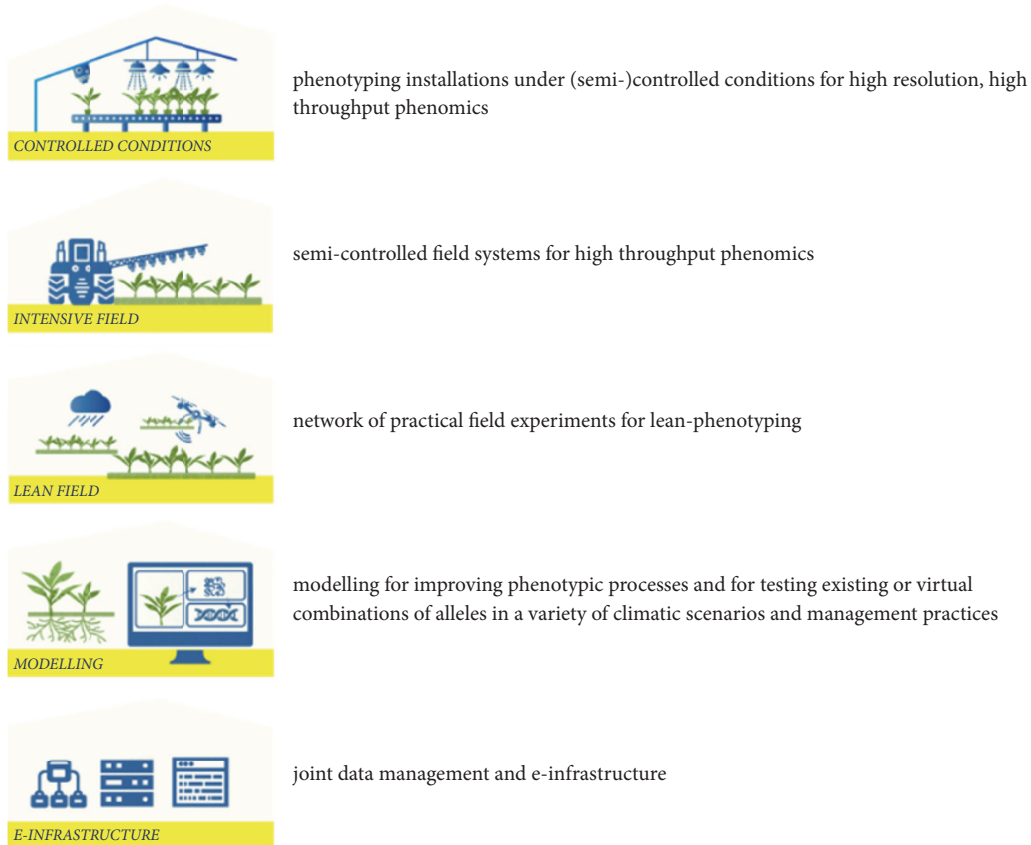 phenotyping installations under (semi-)controlled conditions for high resolution, high
throughput phenomics
CONTROLLED CONDITIONS
semi-controlled field systems for high throughput phenomics
INTENSIVE FIELD
network of practical field experiments for lean-phenotyping
LEAN FIELD
modelling for improving phenotypic processes and for testing existing or virtual
combinations of alleles in a variety of climatic scenarios and management practices
MODELLING
joint data management and e-infrastructure
E-INFRASTRUCTURE